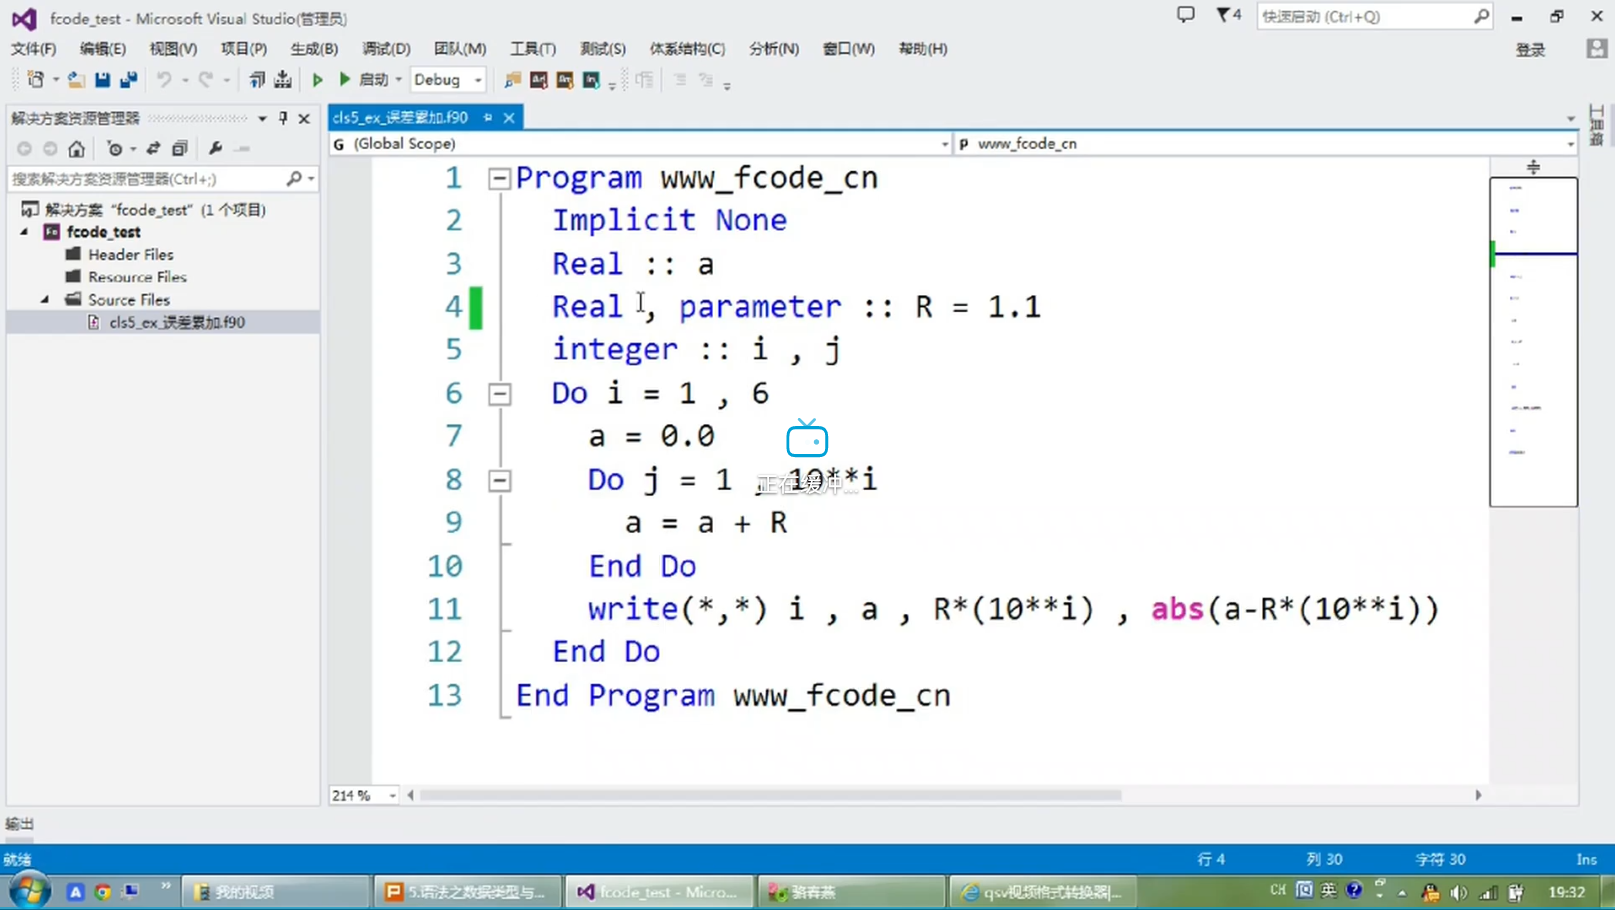 fcode_test - Microsoft Visual Studio(管理员)
4
快速启动 (Ctrl+Q)
文件(F) 编辑(E) 视图(V) 项目(P) 生成(B) 调试(D) 团队(M) 工具(T) 测试(S) 体系结构(C) 分析(N) 窗口(W) 帮助(H)
登录
启动 Debug
解决方案资源管理器
cls5_ex_误差累加.f90
工具箱
(Global Scope)
www_fcode_cn
搜索解决方案资源管理器(Ctrl+;)
解决方案 "fcode_test" (1 个项目)
fcode_test
Header Files
Resource Files
Source Files
cls5_ex_误差累加.f90
1 Program www_fcode_cn
2 Implicit None
3 Real :: a
4 Real , parameter :: R = 1.1
5 integer :: i , j
6 Do i = 1 , 6
7 a = 0.0
8 Do j = 1 , 10**i
正在缓冲...
9 a = a + R
10 End Do
11 write(*,*) i , a , R*(10**i) , abs(a-R*(10**i))
12 End Do
13 End Program www_fcode_cn
214 %
输出
就绪
行 4 列 30 字符 30 Ins
我的视频
5.语法之数据类型与...
fcode_test - Micro...
骆春燕
qsv视频格式转换器|...
CH 英 19:32